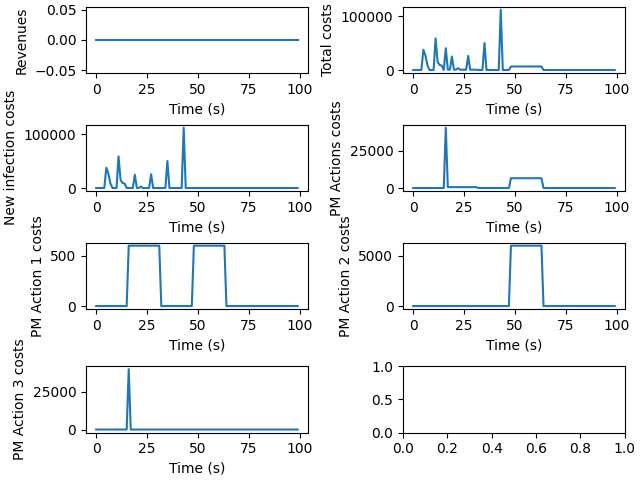 Revenues
0.05
0.00
−0.05
0 25 50 75 100
Time (s)
Total costs
100000
0
0 25 50 75 100
Time (s)
New infection costs
100000
0
0 25 50 75 100
Time (s)
PM Actions costs
25000
0
0 25 50 75 100
Time (s)
PM Action 1 costs
500
0
0 25 50 75 100
Time (s)
PM Action 2 costs
5000
0
0 25 50 75 100
Time (s)
PM Action 3 costs
25000
0
0 25 50 75 100
Time (s)
1.0
0.5
0.0
0.0 0.2 0.4 0.6 0.8 1.0